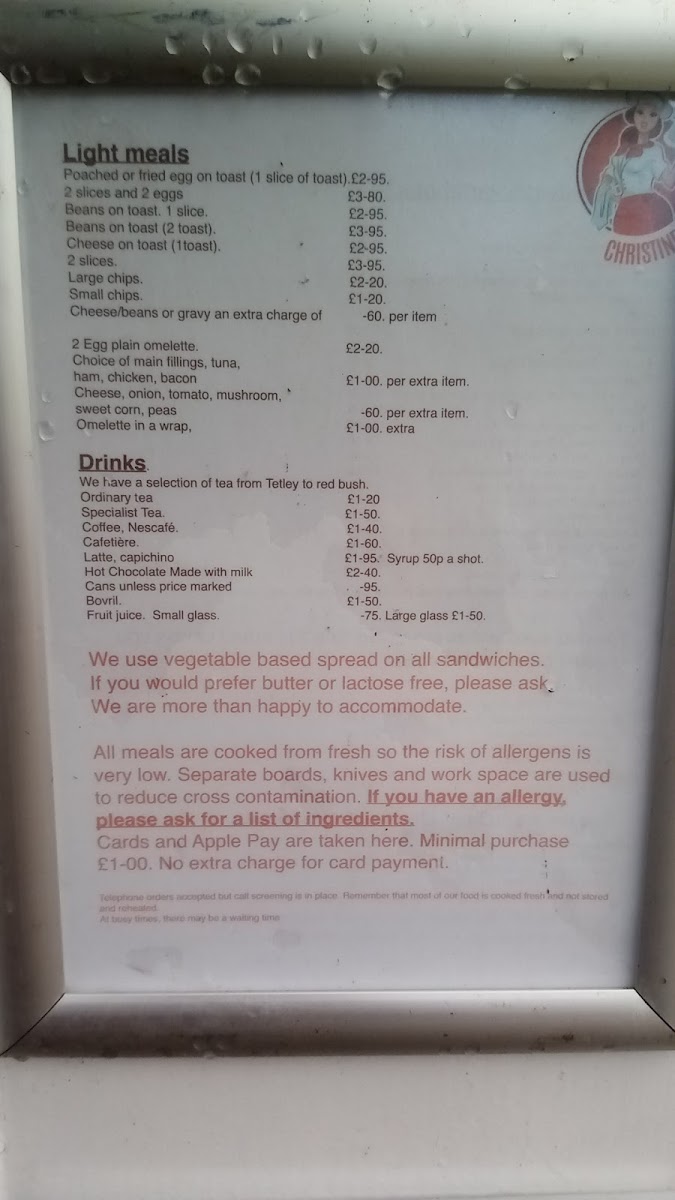 CHRISTINE
Light meals
Poached or fried egg on toast (1 slice of toast).£2-95.
2 slices and 2 eggs £3-80.
Beans on toast. 1 slice. £2-95.
Beans on toast (2 toast). £3-95.
Cheese on toast (1toast). £2-95.
2 slices. £3-95.
Large chips. £2-20.
Small chips. £1-20.
Cheese/beans or gravy an extra charge of -60. per item
2 Egg plain omelette. £2-20.
Choice of main fillings, tuna,
ham, chicken, bacon £1-00. per extra item.
Cheese, onion, tomato, mushroom,
sweet corn, peas -60. per extra item.
Omelette in a wrap, £1-00. extra
Drinks.
We have a selection of tea from Tetley to red bush.
Ordinary tea £1-20
Specialist Tea. £1-50.
Coffee, Nescafé. £1-40.
Cafetière. £1-60.
Latte, capichino £1-95. Syrup 50p a shot.
Hot Chocolate Made with milk £2-40.
Cans unless price marked -95.
Bovril. £1-50.
Fruit juice. Small glass. -75. Large glass £1-50.
We use vegetable based spread on all sandwiches.
If you would prefer butter or lactose free, please ask.
We are more than happy to accommodate.
All meals are cooked from fresh so the risk of allergens is
very low. Separate boards, knives and work space are used
to reduce cross contamination. If you have an allergy,
please ask for a list of ingredients.
Cards and Apple Pay are taken here. Minimal purchase
£1-00. No extra charge for card payment.
Telephone orders accepted but call screening is in place. Remember that most of our food is cooked fresh and not stored
and reheated.
At busy times, there may be a waiting time